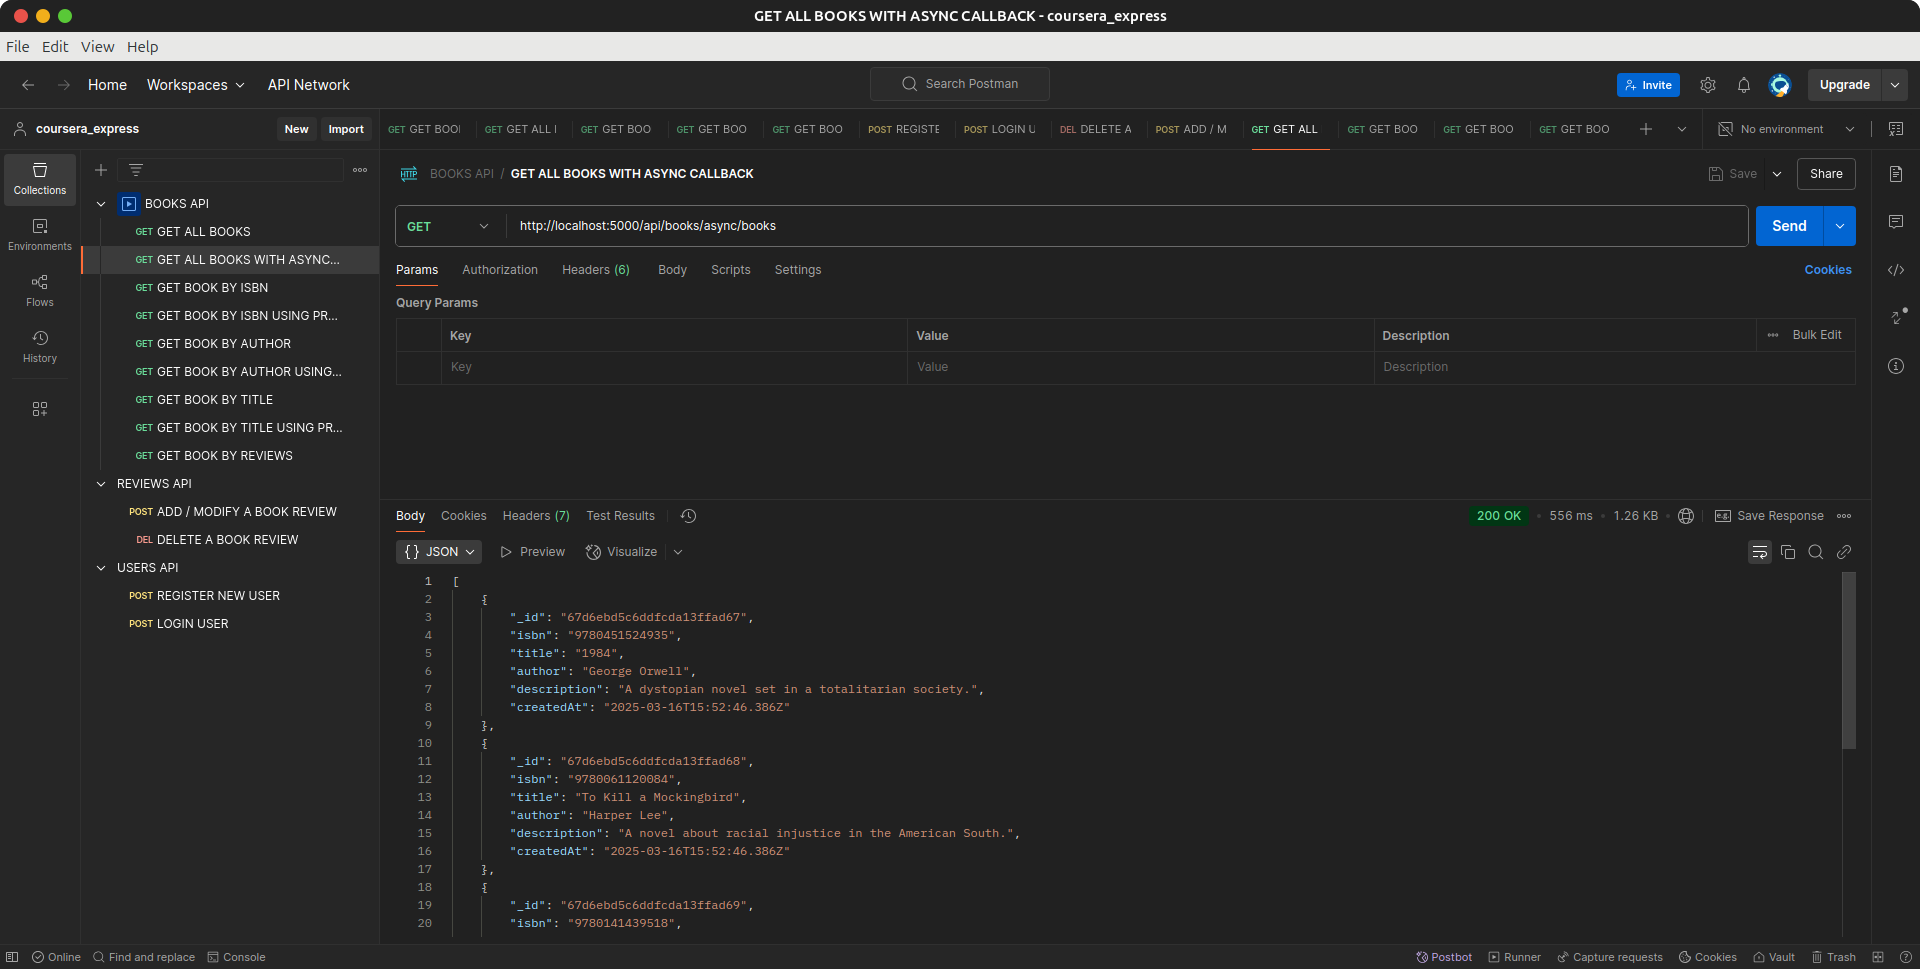 GET ALL BOOKS WITH ASYNC CALLBACK - coursera_express
File Edit View Help
Home Workspaces API Network
Search Postman
Invite
Upgrade
coursera_express
New Import
GET GET BOOK
GET GET ALL
GET GET BOO
GET GET BOO
GET GET BOO
POST REGISTE
POST LOGIN U
DEL DELETE A
POST ADD / M
GET GET ALL
GET GET BOO
GET GET BOO
GET GET BOO
No environment
Collections
Environments
Flows
History
BOOKS API
GET GET ALL BOOKS
GET GET ALL BOOKS WITH ASYNC...
GET GET BOOK BY ISBN
GET GET BOOK BY ISBN USING PR...
GET GET BOOK BY AUTHOR
GET GET BOOK BY AUTHOR USING...
GET GET BOOK BY TITLE
GET GET BOOK BY TITLE USING PR...
GET GET BOOK BY REVIEWS
REVIEWS API
POST ADD / MODIFY A BOOK REVIEW
DEL DELETE A BOOK REVIEW
USERS API
POST REGISTER NEW USER
POST LOGIN USER
HTTP BOOKS API / GET ALL BOOKS WITH ASYNC CALLBACK
Save Share
GET http://localhost:5000/api/books/async/books
Send
Params Authorization Headers (6) Body Scripts Settings
Cookies
Query Params
Key Value Description
Bulk Edit
Key Value Description
Body Cookies Headers (7) Test Results
200 OK • 556 ms • 1.26 KB
e.g. Save Response
{} JSON Preview Visualize
1 [
2 {
3 "_id": "67d6ebd5c6ddfcda13ffad67",
4 "isbn": "9780451524935",
5 "title": "1984",
6 "author": "George Orwell",
7 "description": "A dystopian novel set in a totalitarian society.",
8 "createdAt": "2025-03-16T15:52:46.386Z"
9 },
10 {
11 "_id": "67d6ebd5c6ddfcda13ffad68",
12 "isbn": "9780061120084",
13 "title": "To Kill a Mockingbird",
14 "author": "Harper Lee",
15 "description": "A novel about racial injustice in the American South.",
16 "createdAt": "2025-03-16T15:52:46.386Z"
17 },
18 {
19 "_id": "67d6ebd5c6ddfcda13ffad69",
20 "isbn": "9780141439518",
Online Find and replace Console
Postbot Runner Capture requests Cookies Vault Trash